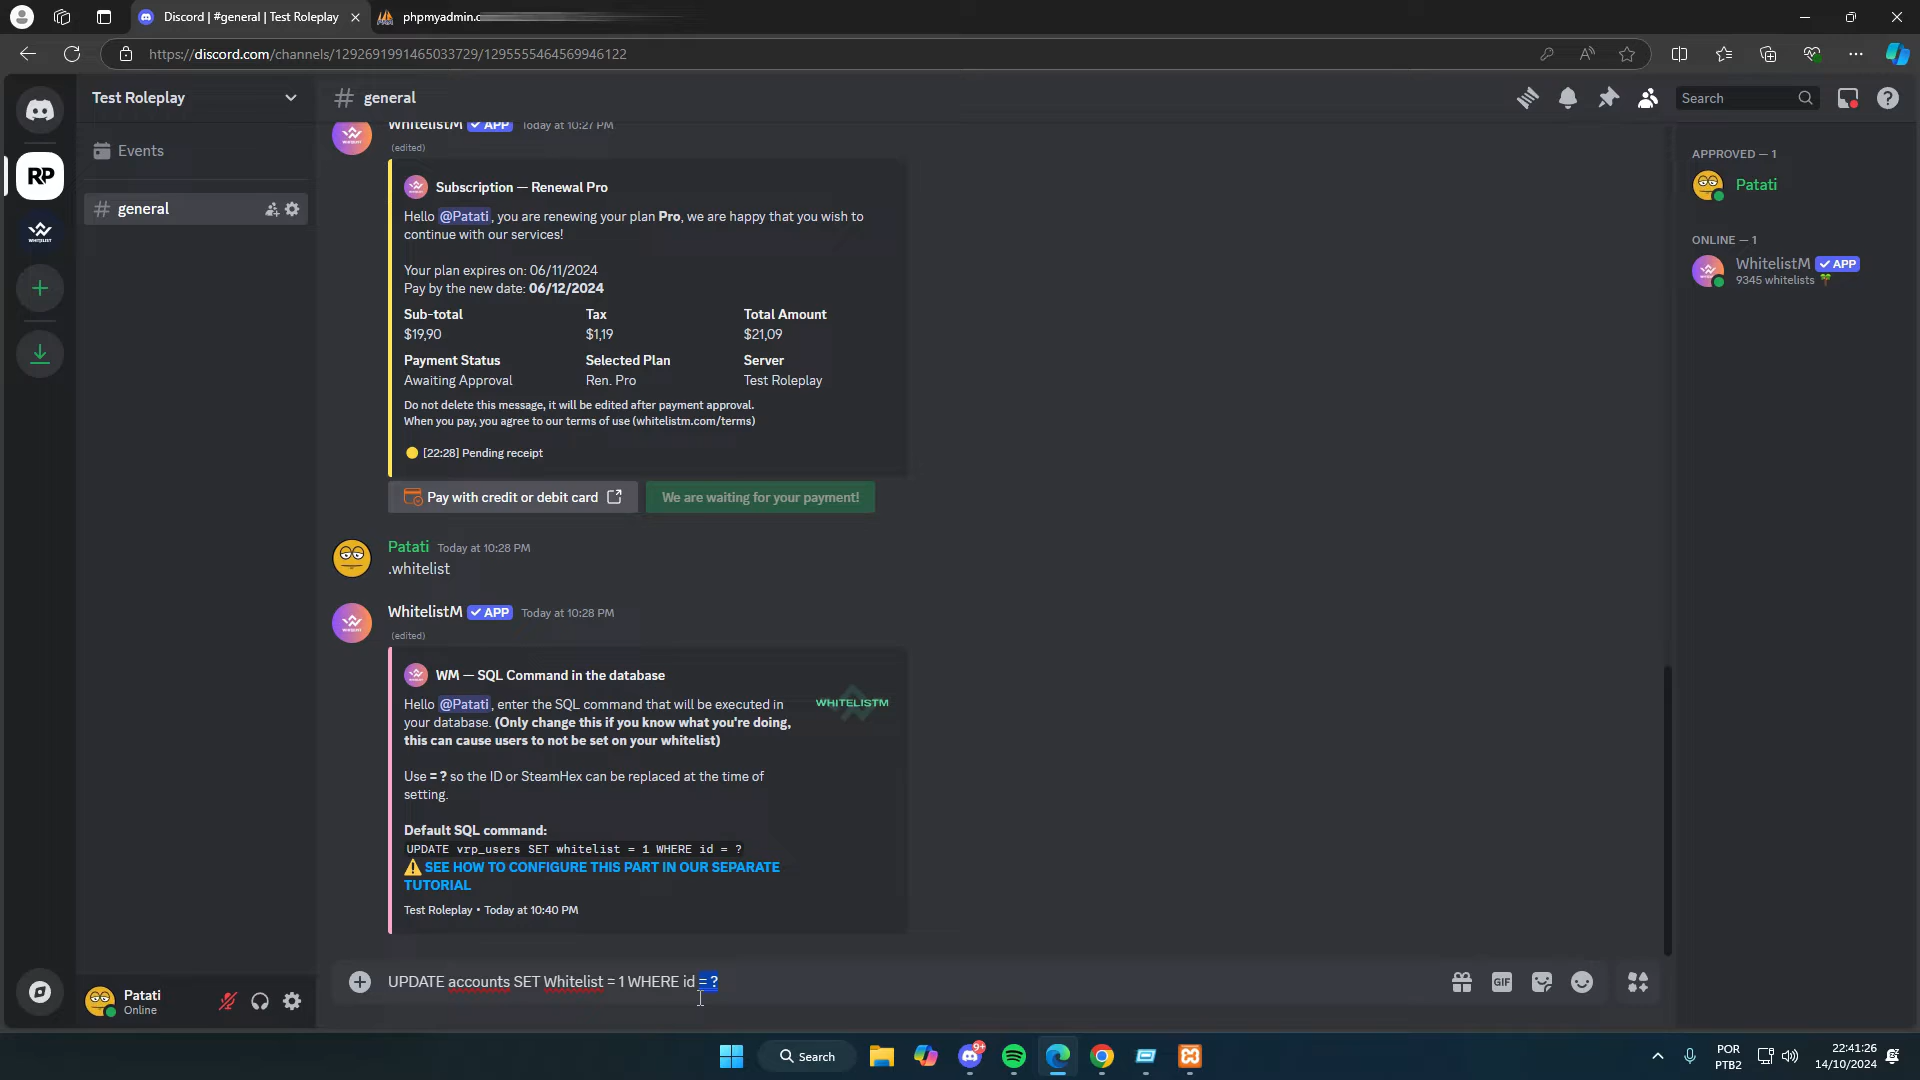 Discord | #general | Test Roleplay
phpmyadmin.c
https://discord.com/channels/1292691991465033729/1295555464569946122
Test Roleplay
Events
general
RP
WHITELIST
Patati
Online
general
Search
WhitelistM APP Today at 10:27 PM
(edited)
Subscription — Renewal Pro
Hello @Patati, you are renewing your plan Pro, we are happy that you wish to
continue with our services!
Your plan expires on: 06/11/2024
Pay by the new date: 06/12/2024
Sub-total Tax Total Amount
$19,90 $1,19 $21,09
Payment Status Selected Plan Server
Awaiting Approval Ren. Pro Test Roleplay
Do not delete this message, it will be edited after payment approval.
When you pay, you agree to our terms of use (whitelistm.com/terms)
[22:28] Pending receipt
Pay with credit or debit card
We are waiting for your payment!
Patati Today at 10:28 PM
.whitelist
WhitelistM APP Today at 10:28 PM
(edited)
WM — SQL Command in the database
WHITELISTM
Hello @Patati, enter the SQL command that will be executed in
your database. (Only change this if you know what you're doing,
this can cause users to not be set on your whitelist)
Use = ? so the ID or SteamHex can be replaced at the time of
setting.
Default SQL command:
UPDATE vrp_users SET whitelist = 1 WHERE id = ?
SEE HOW TO CONFIGURE THIS PART IN OUR SEPARATE
TUTORIAL
Test Roleplay • Today at 10:40 PM
UPDATE accounts SET Whitelist = 1 WHERE id = ?
GIF
APPROVED — 1
Patati
ONLINE — 1
WhitelistM APP
9345 whitelists
Search
9+
POR
PTB2
22:41:26
14/10/2024